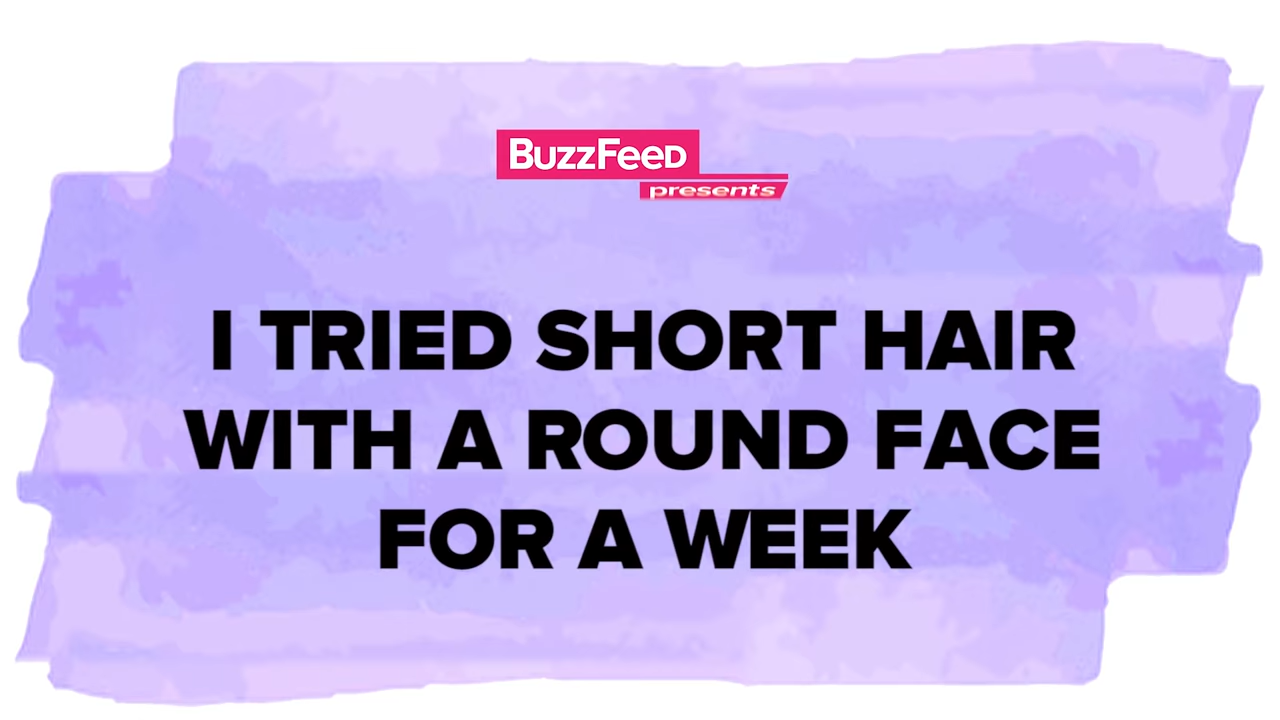 BuzzFeed
presents
I TRIED SHORT HAIR
WITH A ROUND FACE
FOR A WEEK